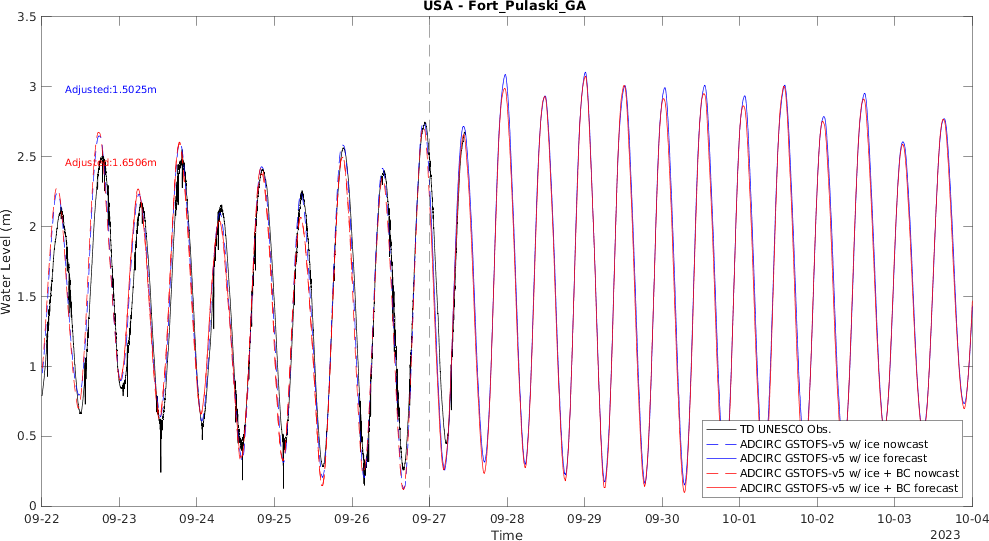 USA - Fort_Pulaski_GA
3.5
3
2.5
2
1.5
1
0.5
0
Water Level (m)
Adjusted:1.5025m
Adjusted:1.6506m
TD UNESCO Obs.
ADCIRC GSTOFS-v5 w/ ice nowcast
ADCIRC GSTOFS-v5 w/ ice forecast
ADCIRC GSTOFS-v5 w/ ice + BC nowcast
ADCIRC GSTOFS-v5 w/ ice + BC forecast
09-22 09-23 09-24 09-25 09-26 09-27 09-28 09-29 09-30 10-01 10-02 10-03 10-04
Time
2023